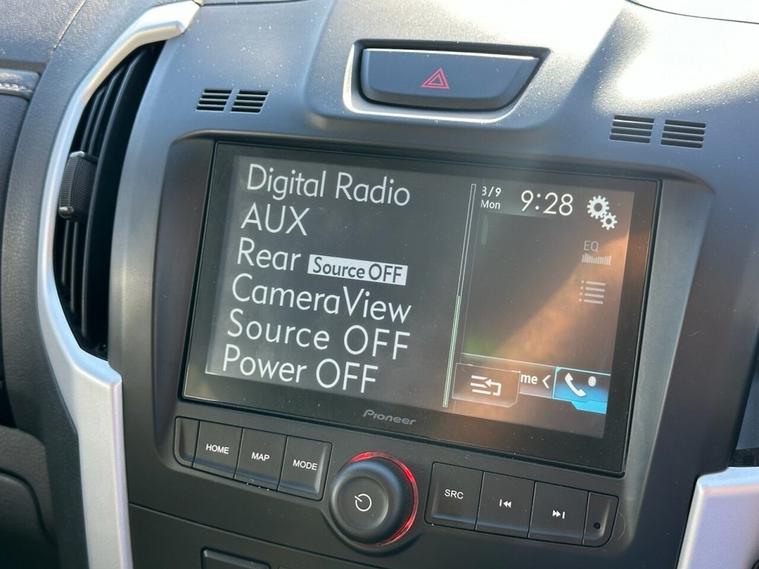 Digital Radio
AUX
Rear Source OFF
CameraView
Source OFF
Power OFF
3/9
Mon
9:28
EQ
me
Pioneer
HOME
MAP
MODE
SRC